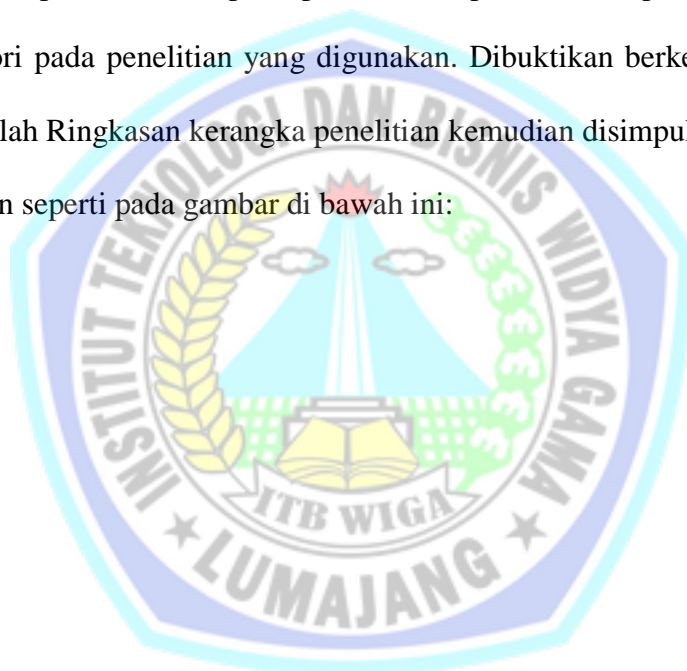 ori pada penelitian yang digunakan. Dibuktikan berke
lah Ringkasan kerangka penelitian kemudian disimpul
n seperti pada gambar di bawah ini:
INSTITUT TEKNOLOGI DAN BISNIS WIDYA GAMA
ITB WIGA
LUMAJANG